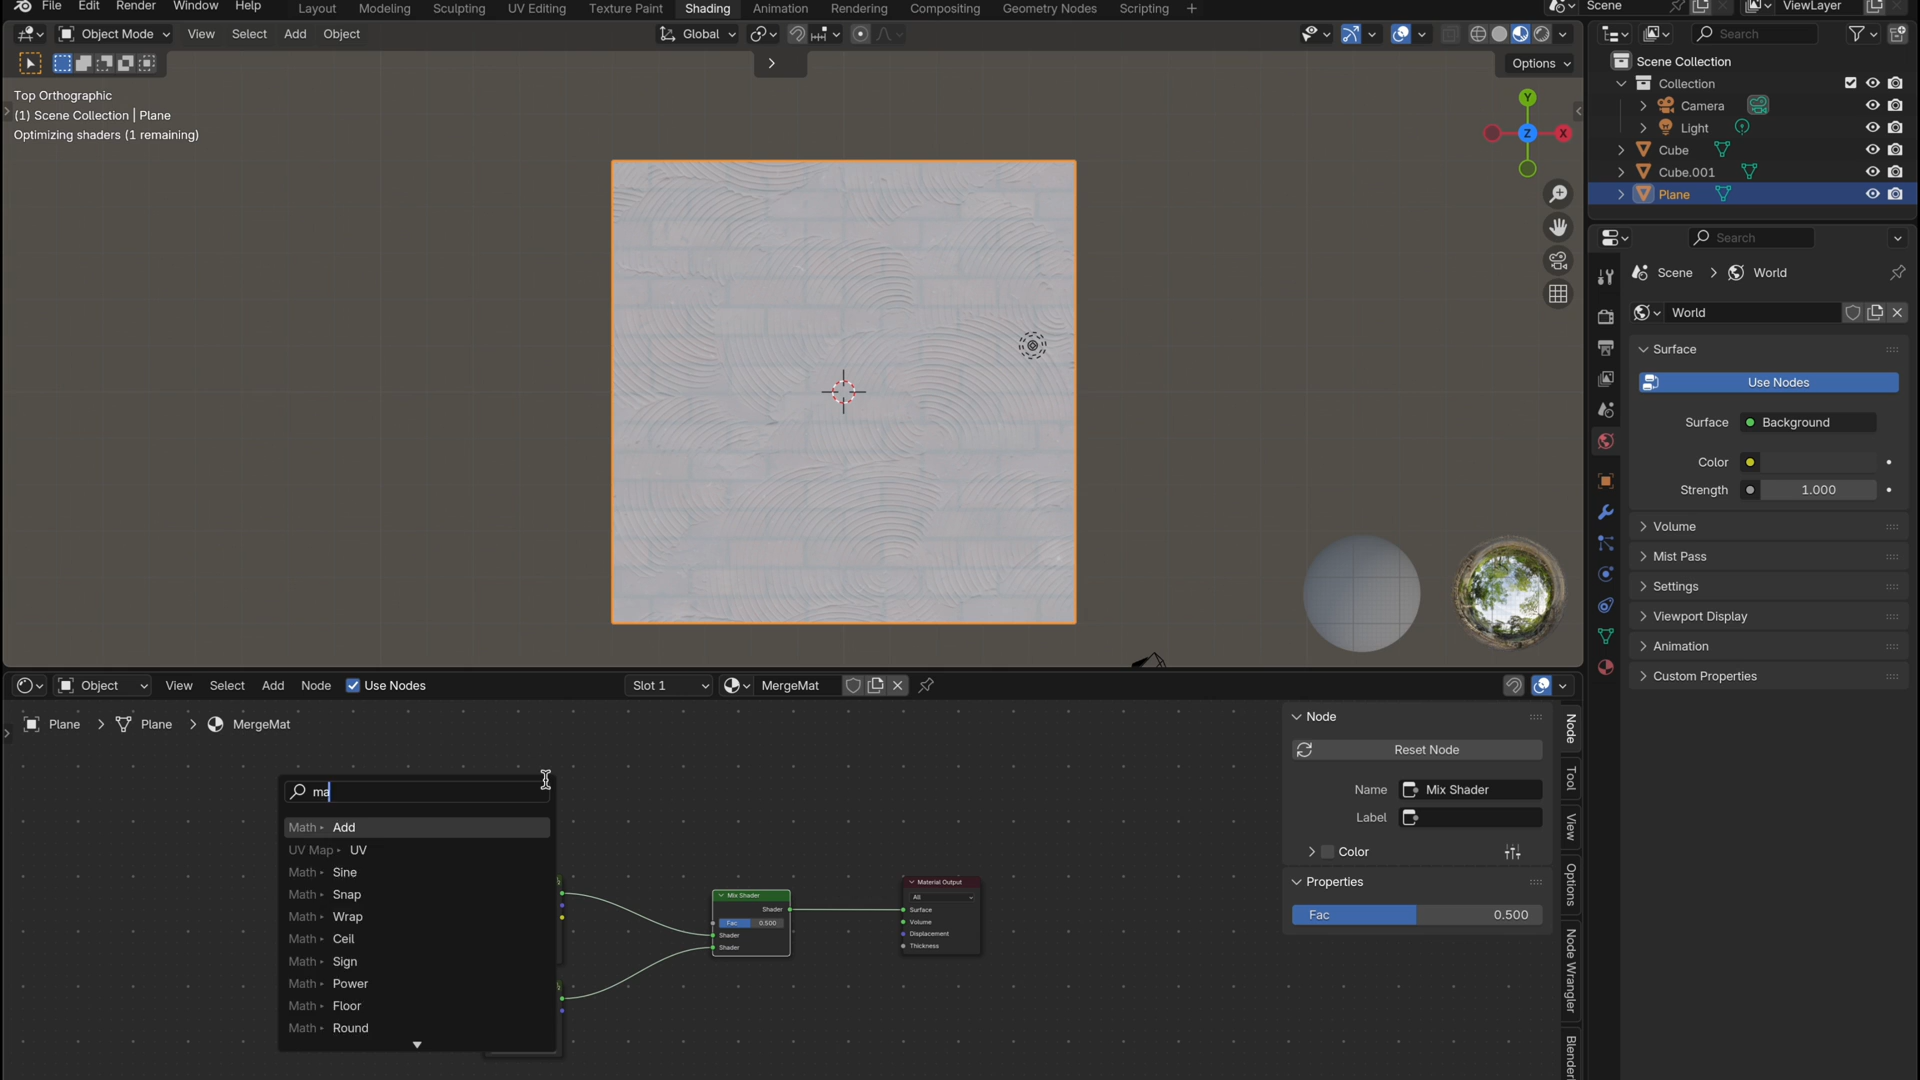 File Edit Render Window Help Layout Modeling Sculpting UV Editing Texture Paint Shading Animation Rendering Compositing Geometry Nodes Scripting + Scene ViewLayer
Object Mode View Select Add Object Global Search
Options
Top Orthographic
(1) Scene Collection | Plane
Optimizing shaders (1 remaining)
Y
Z X
Scene Collection
Collection
Camera
Light
Cube
Cube.001
Plane
Search
Scene > World
World
Surface
Use Nodes
Surface Background
Color
Strength 1.000
Volume
Mist Pass
Settings
Viewport Display
Animation
Custom Properties
Object View Select Add Node Use Nodes Slot 1 MergeMat
Plane > Plane > MergeMat
ma
Math Add
UV Map UV
Math Sine
Math Snap
Math Wrap
Math Ceil
Math Sign
Math Power
Math Floor
Math Round
Mix Shader
Shader
Fac 0.500
Shader
Shader
Material Output
All
Surface
Volume
Displacement
Thickness
Node
Reset Node
Name Mix Shader
Label
Color
Properties
Fac 0.500
Node
Tool
View
Options
Node Wrangler